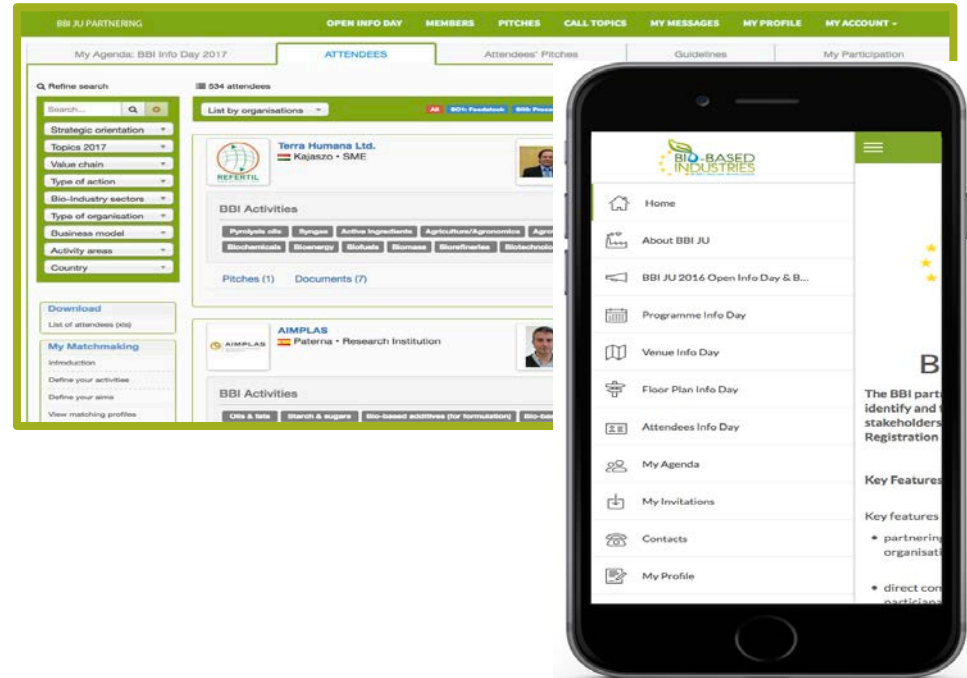 BBI JU PARTNERING OPEN INFO DAY MEMBERS PITCHES CALL TOPICS MY MESSAGES MY PROFILE MY ACCOUNT
My Agenda: BBI Info Day 2017 ATTENDEES Attendees' Pitches Guidelines My Participation
Refine search
Search...
Strategic orientation
Topics 2017
Value chain
Type of action
Bio-Industry sectors
Type of organisation
Business model
Activity areas
Country
Download
List of attendees (xls)
My Matchmaking
Introduction
Define your activities
Define your aims
View matching profiles
534 attendees
List by organisations All SO1: Feedstock
REFERTIL
Terra Humana Ltd.
Kajaszo • SME
BBI Activities
Pyrolysis oils Syngas Active Ingredients Agriculture/Agronomics
Biochemicals Bioenergy Biofuels Biomass Biorefineries
Pitches (1) Documents (7)
AIMPLAS
AIMPLAS
Paterna • Research Institution
BBI Activities
Oils & fats Starch & sugars Bio-based additives (for formulation)
BIO-BASED
INDUSTRIES
Home
About BBI JU
BBI JU 2016 Open Info Day & B...
Programme Info Day
Venue Info Day
Floor Plan Info Day
Attendees Info Day
My Agenda
My Invitations
Contacts
My Profile
B
The BBI part
identify and
stakeholders
Registration
Key Features
Key features
• partnering
organisati
• direct con